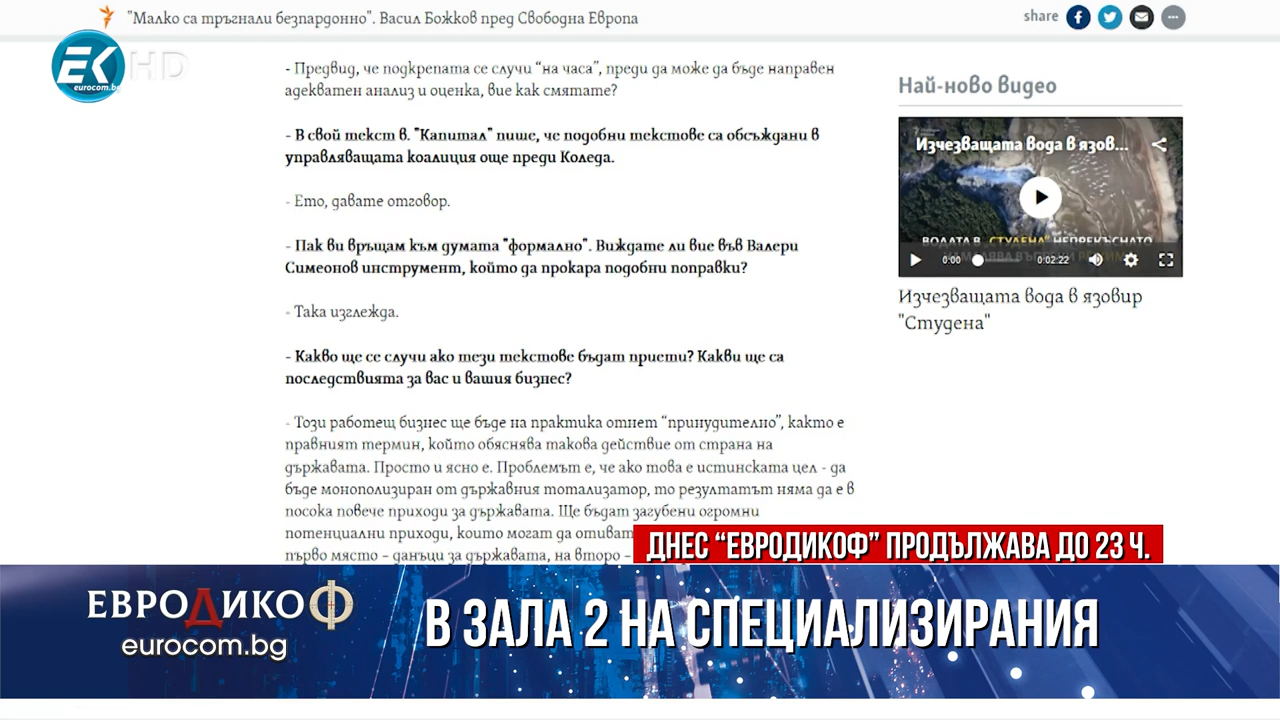 "Малко са тръгнали безпардонно". Васил Божков пред Свободна Европа
share
EK HD
eurocom.bg
- Предвид, че подкрепата се случи “на часа”, преди да може да бъде направен
адекватен анализ и оценка, вие как смятате?
- В свой текст в. "Капитал" пише, че подобни текстове са обсъждани в
управляващата коалиция още преди Коледа.
- Ето, давате отговор.
- Пак ви връщам към думата "формално". Виждате ли вие във Валери
Симеонов инструмент, който да прокара подобни поправки?
- Така изглежда.
- Какво ще се случи ако тези текстове бъдат приети? Какви ще са
последствията за вас и вашия бизнес?
- Този работещ бизнес ще бъде на практика отнет “принудително”, както е
правният термин, който обяснява такова действие от страна на
държавата. Просто и ясно е. Проблемът е, че ако това е истинската цел - да
бъде монополизиран от държавния тотализатор, то резултатът няма да е в
посока повече приходи за държавата. Ще бъдат загубени огромни
потенциални приходи, които могат да отиват
първо място – данъци за държавата, на второ –
Най-ново видео
Изчезващата вода в язов...
ВОДАТА В „СТУДЕНА" НЕПРЕКЪСНАТО
0:00
0:02:22
Изчезващата вода в язовир
"Студена"
ДНЕС “ЕВРОДИКОФ” ПРОДЪЛЖАВА ДО 23 Ч.
ЕВРОДИКОФ
eurocom.bg
В ЗАЛА 2 НА СПЕЦИАЛИЗИРАНИЯ